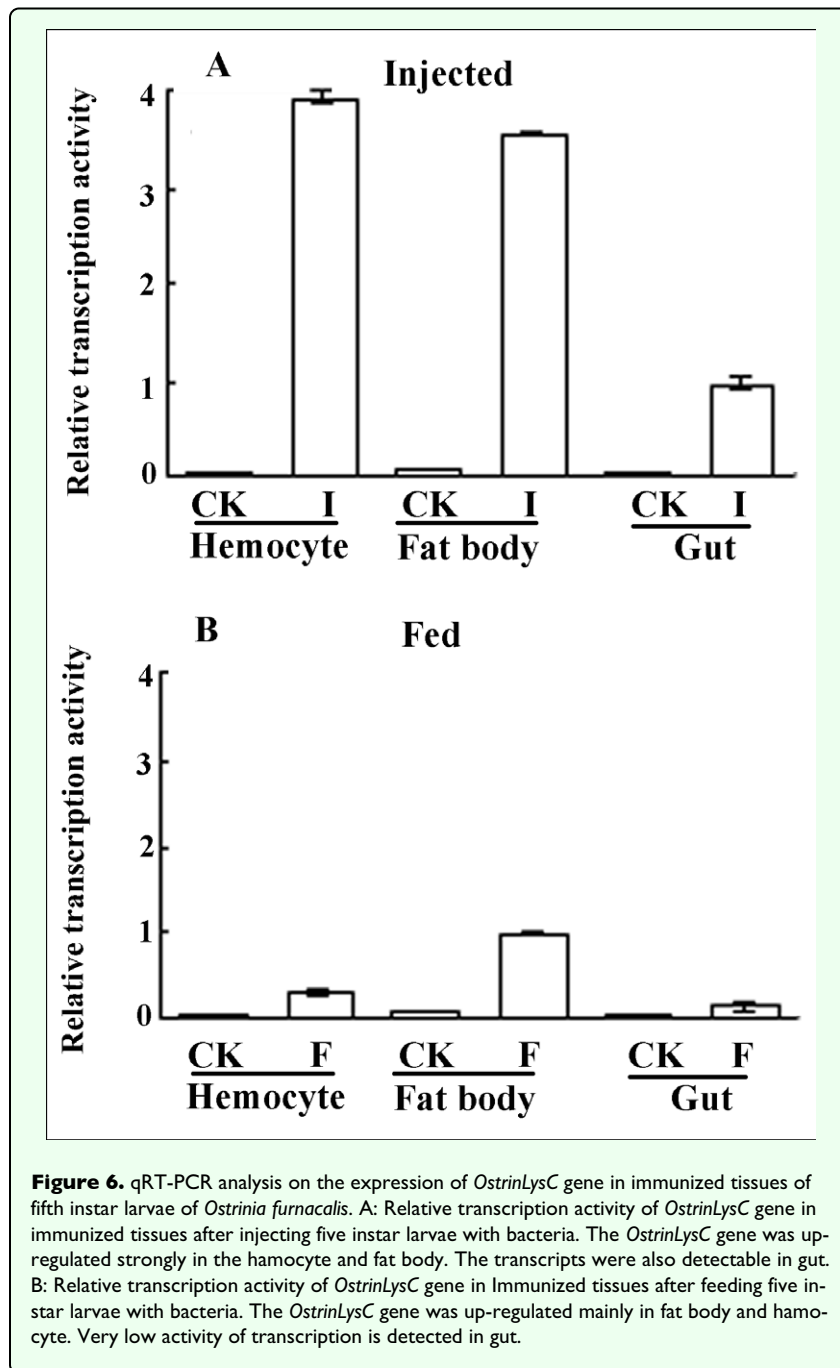 A
Injected
Relative transcription activity
4
3
2
1
0
CK I CK I CK I
Hemocyte Fat body Gut
B
Fed
Relative transcription activity
4
3
2
1
0
CK F CK F CK F
Hemocyte Fat body Gut
Figure 6. qRT-PCR analysis on the expression of OstrinLysC gene in immunized tissues of
fifth instar larvae of Ostrinia furnacalis. A: Relative transcription activity of OstrinLysC gene in
immunized tissues after injecting five instar larvae with bacteria. The OstrinLysC gene was up-
regulated strongly in the hamocyte and fat body. The transcripts were also detectable in gut.
B: Relative transcription activity of OstrinLysC gene in Immunized tissues after feeding five in-
star larvae with bacteria. The OstrinLysC gene was up-regulated mainly in fat body and hamo-
cyte. Very low activity of transcription is detected in gut.